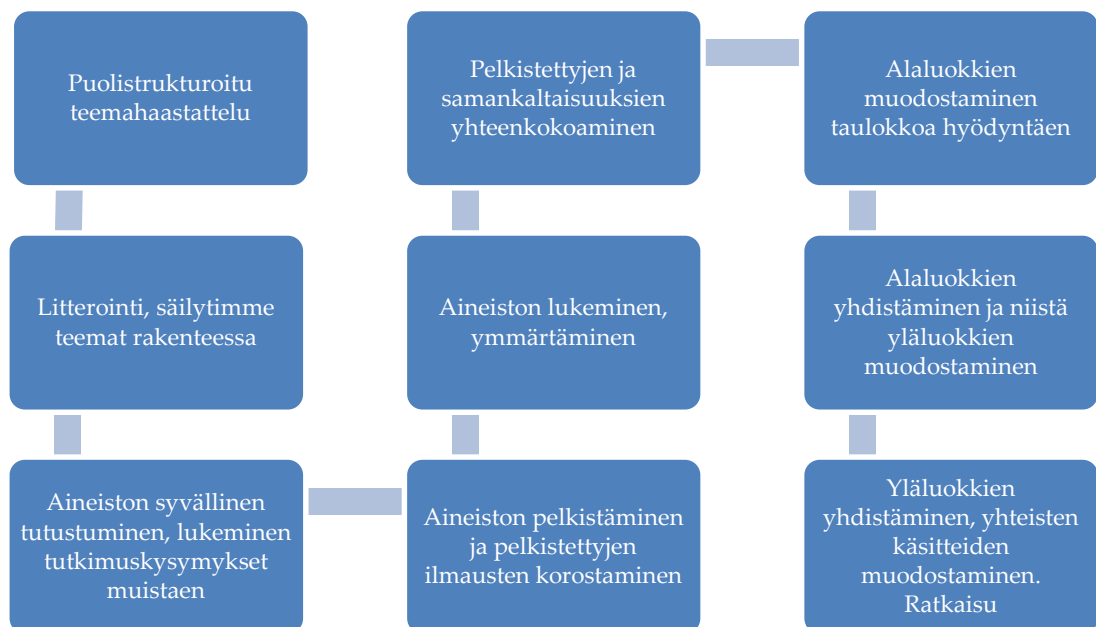 Puolistrukturoitu
teemahaastattelu
Litterointi, säilytimme
teemat rakenteessa
Aineiston syvällinen
tutustuminen, lukeminen
tutkimuskysymykset
muistaen
Aineiston pelkistäminen
ja pelkistettyjen
ilmausten korostaminen
Aineiston lukeminen,
ymmärtäminen
Pelkistettyjen ja
samankaltaisuuksien
yhteenkokoaminen
Alaluokkien
muodostaminen
taulokkoa hyödyntäen
Alaluokkien
yhdistäminen ja niistä
yläluokkien
muodostaminen
Yläluokkien
yhdistäminen, yhteisten
käsitteiden
muodostaminen.
Ratkaisu